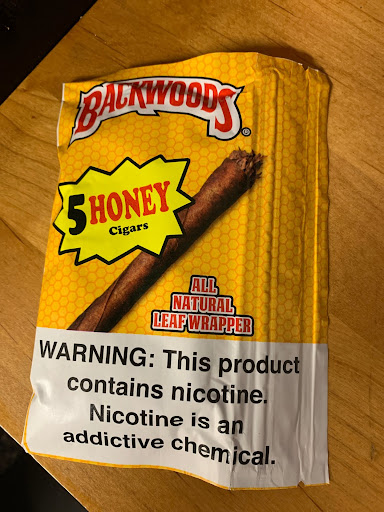 BACKWOODS®
5 HONEY
Cigars
ALL
NATURAL
LEAF WRAPPER
WARNING: This product
contains nicotine.
Nicotine is an
addictive chemical.